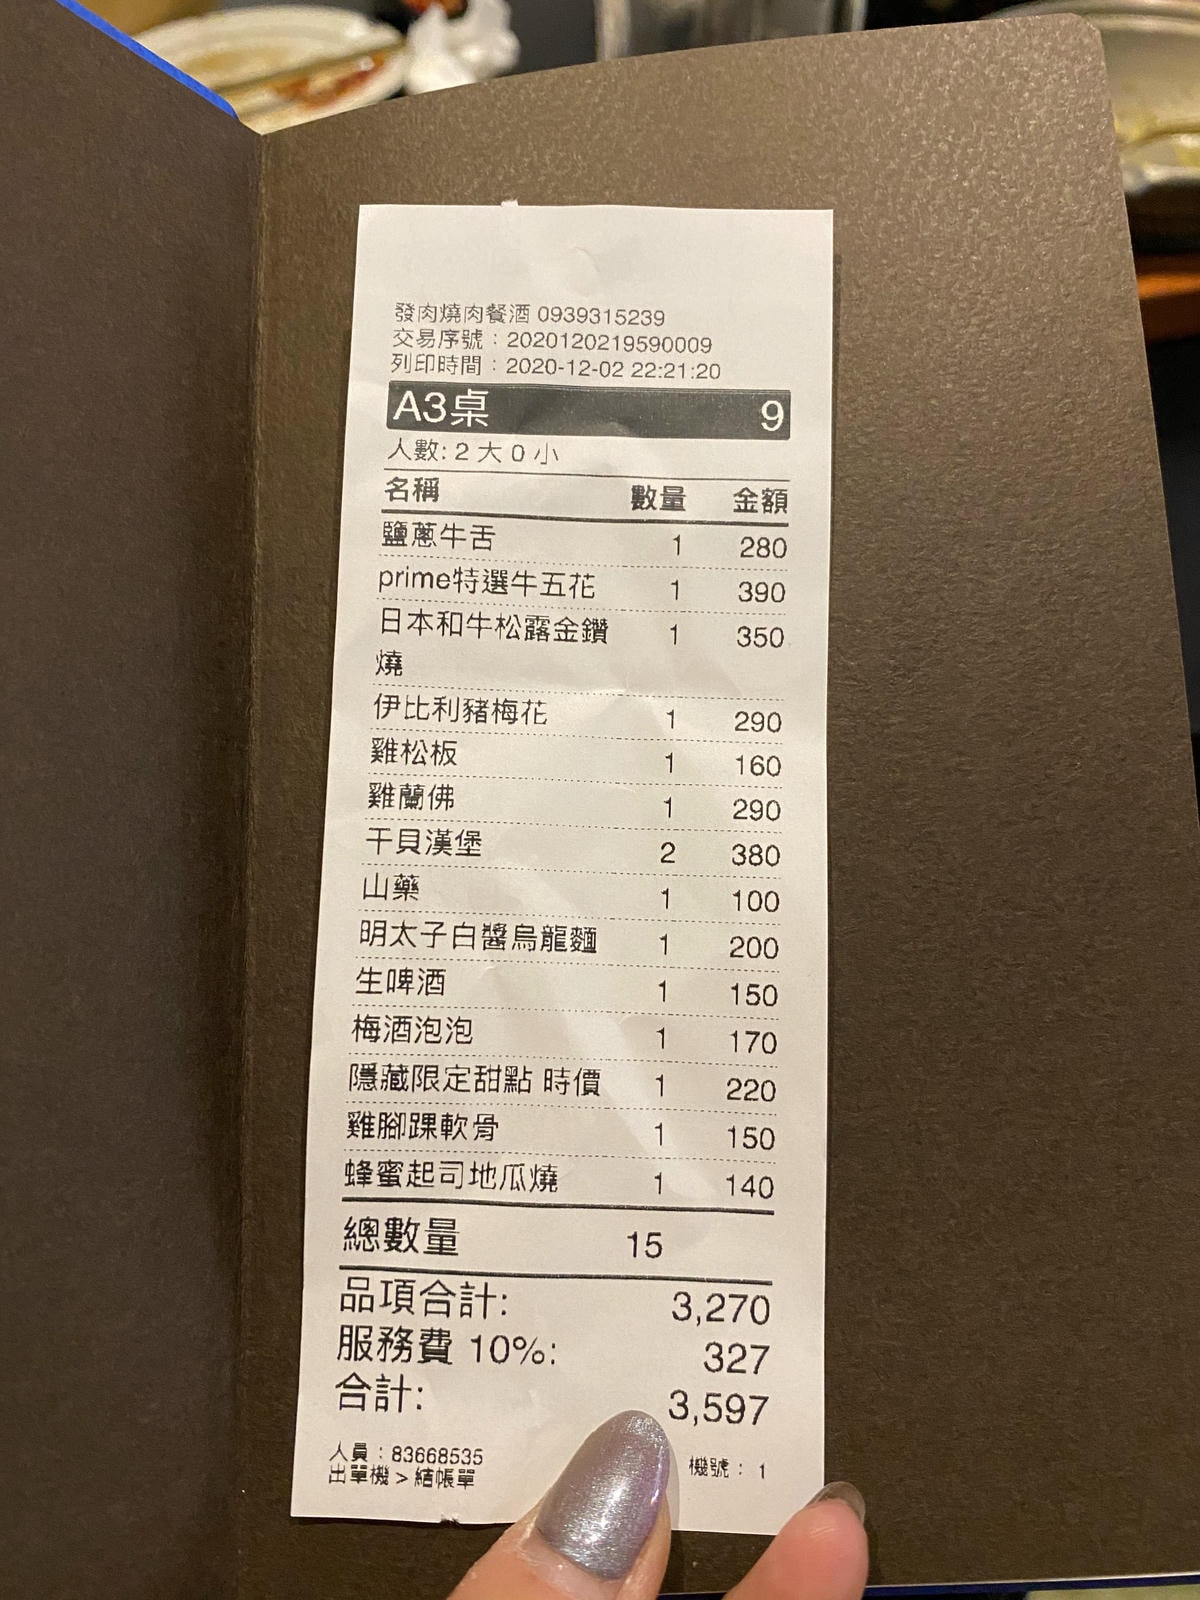 發肉燒肉餐酒 0939315239
交易序號：2020120219590009
列印時間：2020-12-02 22:21:20
A3桌 9
人數: 2 大 0 小
名稱 數量 金額
鹽蔥牛舌 1 280
prime特選牛五花 1 390
日本和牛松露金鑽 1 350
燒
伊比利豬梅花 1 290
雞松板 1 160
雞蘭佛 1 290
干貝漢堡 2 380
山藥 1 100
明太子白醬烏龍麵 1 200
生啤酒 1 150
梅酒泡泡 1 170
隱藏限定甜點 時價 1 220
雞腳踝軟骨 1 150
蜂蜜起司地瓜燒 1 140
總數量 15
品項合計: 3,270
服務費 10%: 327
合計: 3,597
人員：83668535 機號：1
出單機 > 結帳單